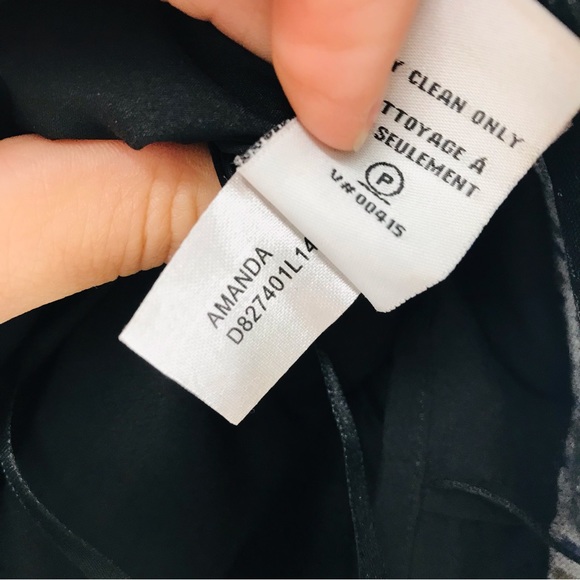 Y CLEAN ONLY
TTOYAGE À
SEULEMENT
P
V#00415
AMANDA
D827401L14